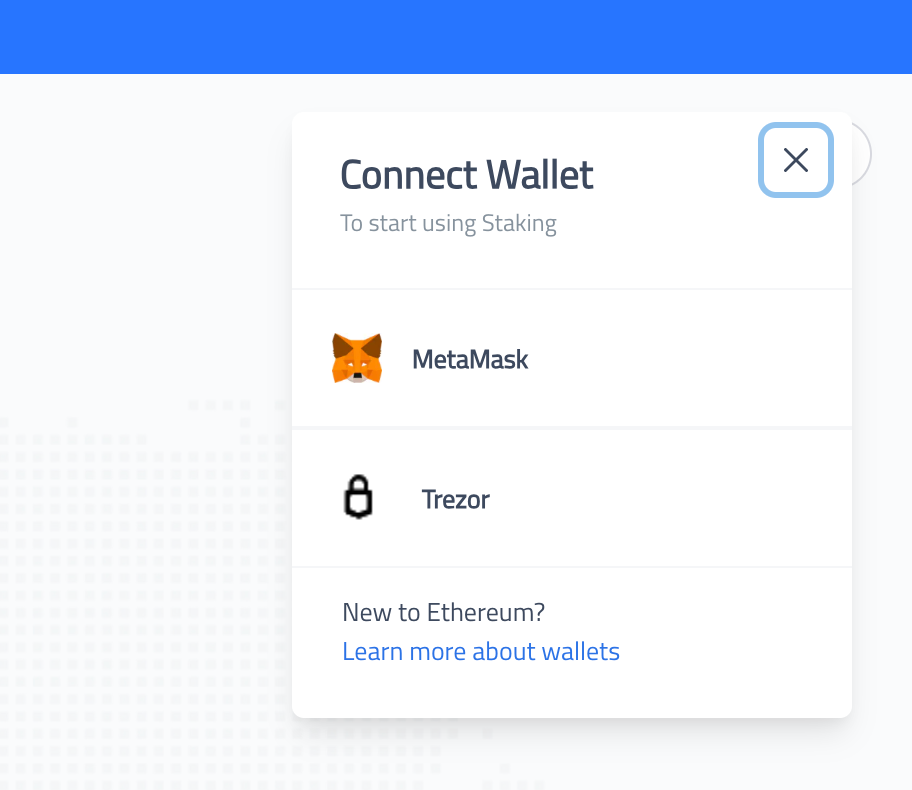 Connect Wallet
To start using Staking
MetaMask
Trezor
New to Ethereum?
Learn more about wallets